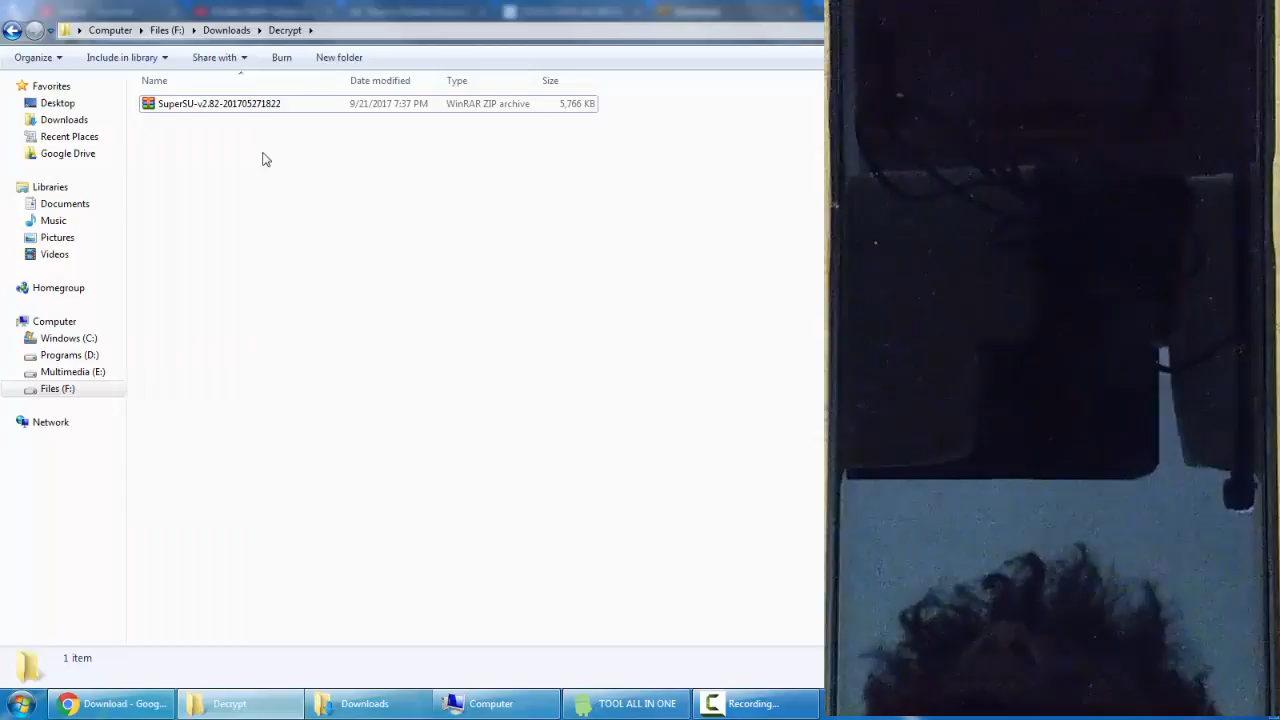 Computer Files (F:) Downloads Decrypt
Organize Include in library Share with Burn New folder
Name Date modified Type Size
SuperSU-v2.82-201705271822 9/21/2017 7:37 PM WinRAR ZIP archive 5,766 KB
Favorites
Desktop
Downloads
Recent Places
Google Drive
Libraries
Documents
Music
Pictures
Videos
Homegroup
Computer
Windows (C:)
Programs (D:)
Multimedia (E:)
Files (F:)
Network
1 item
Download - Goog... Decrypt Downloads Computer TOOL ALL IN ONE Recording...